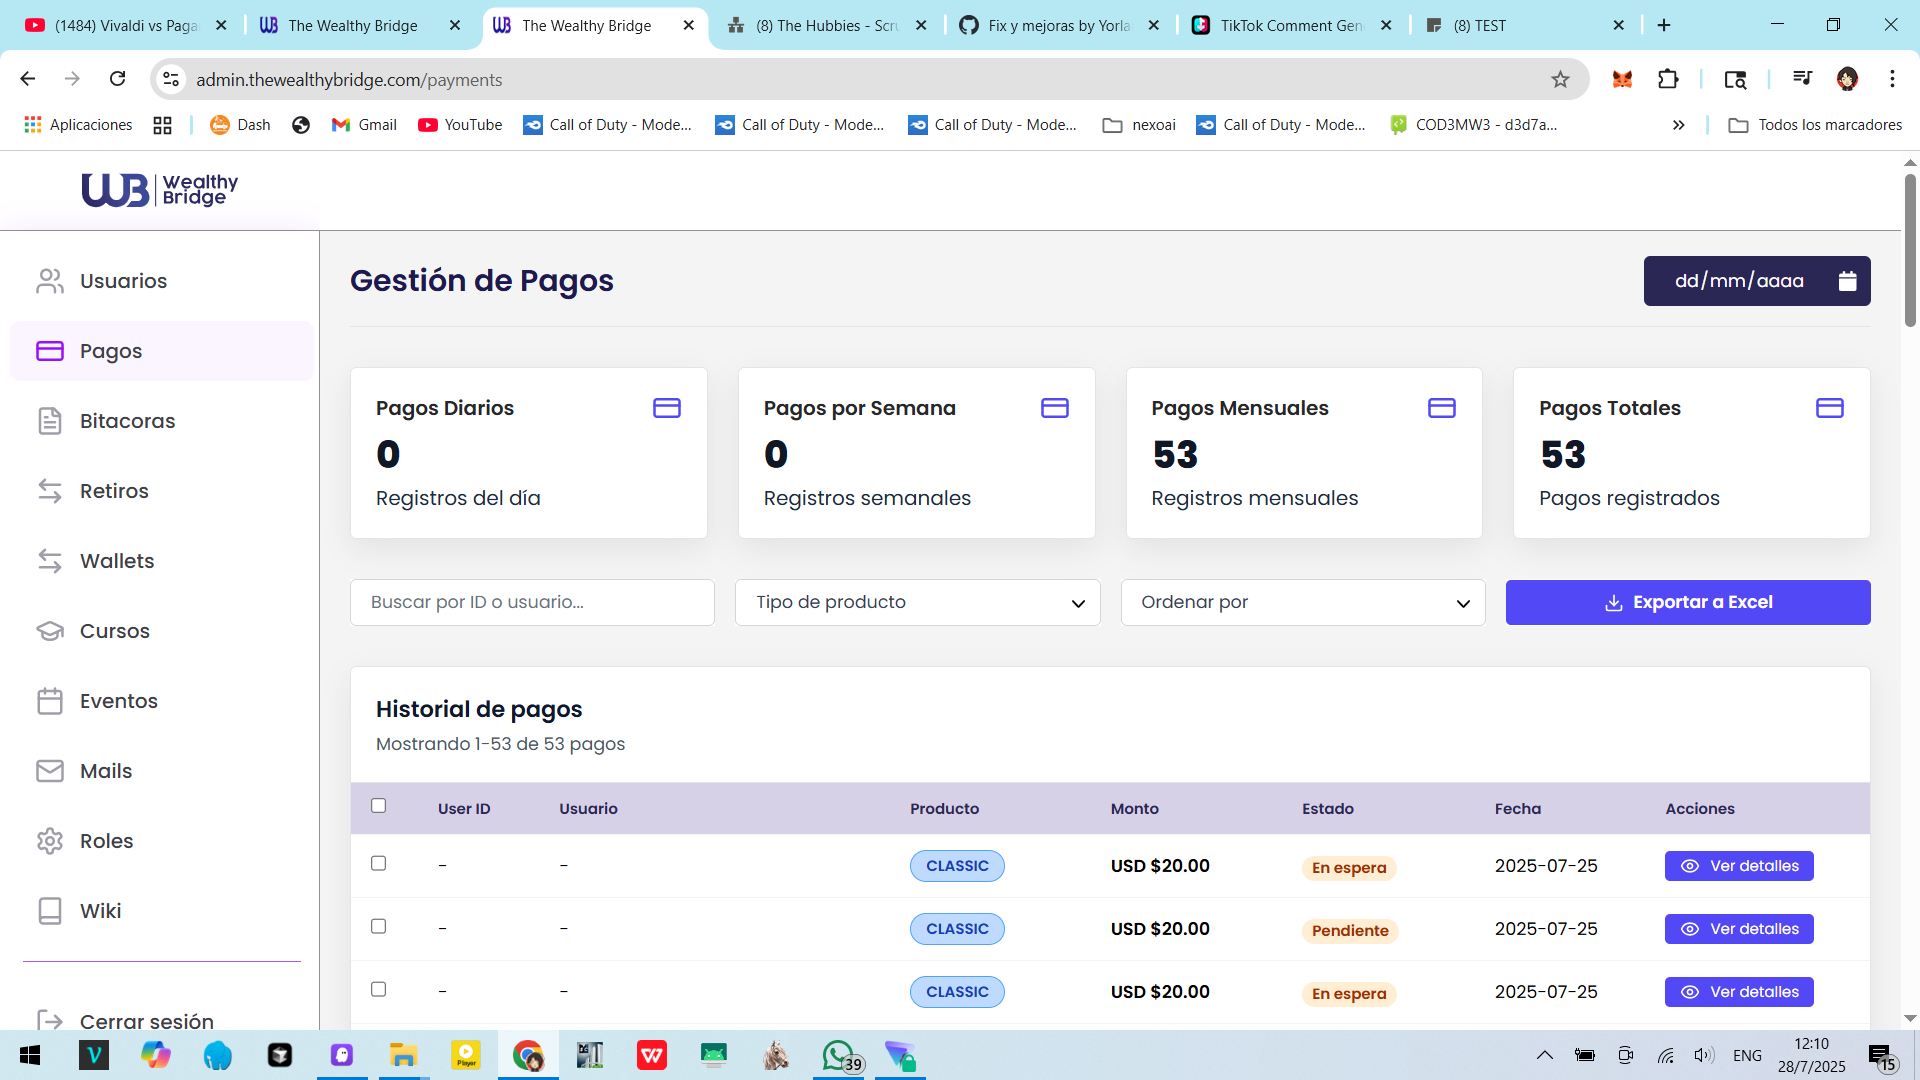 (1484) Vivaldi vs Paga
The Wealthy Bridge
The Wealthy Bridge
(8) The Hubbies - Scru
Fix y mejoras by Yorla
TikTok Comment Gen
(8) TEST
admin.thewealthybridge.com/payments
Aplicaciones
Dash
Gmail
YouTube
Call of Duty - Mode...
Call of Duty - Mode...
Call of Duty - Mode...
nexoai
Call of Duty - Mode...
COD3MW3 - d3d7a...
Todos los marcadores
WB Wealthy
Bridge
Usuarios
Pagos
Bitacoras
Retiros
Wallets
Cursos
Eventos
Mails
Roles
Wiki
Cerrar sesión
Gestión de Pagos
dd/mm/aaaa
Pagos Diarios
0
Registros del día
Pagos por Semana
0
Registros semanales
Pagos Mensuales
53
Registros mensuales
Pagos Totales
53
Pagos registrados
Buscar por ID o usuario...
Tipo de producto
Ordenar por
Exportar a Excel
Historial de pagos
Mostrando 1-53 de 53 pagos
User ID Usuario Producto Monto Estado Fecha Acciones
- - CLASSIC USD $20.00 En espera 2025-07-25 Ver detalles
- - CLASSIC USD $20.00 Pendiente 2025-07-25 Ver detalles
- - CLASSIC USD $20.00 En espera 2025-07-25 Ver detalles
Player
39
ENG
12:10
28/7/2025
15